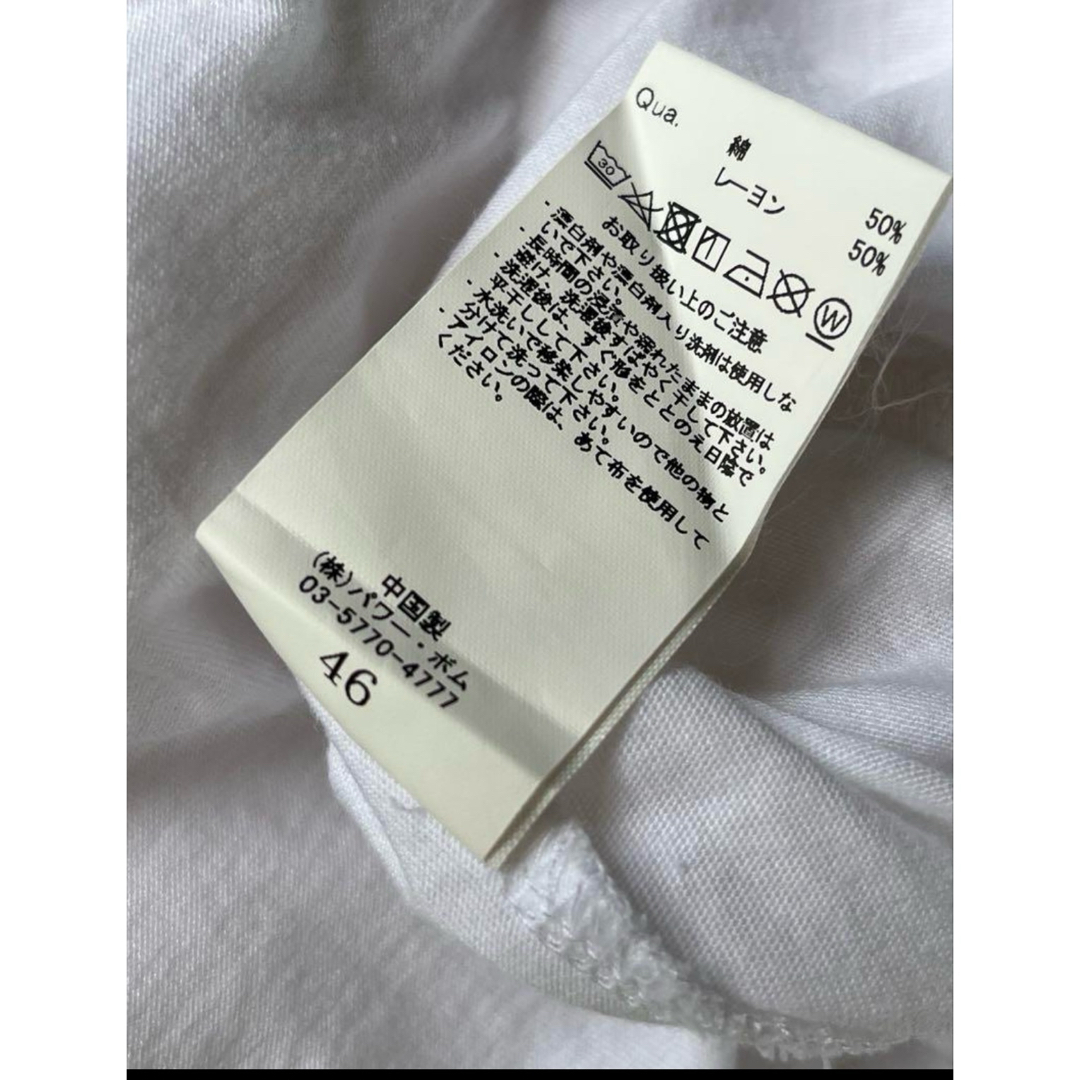 Qua.
綿 50%
レーヨン 50%
30
W
お取り扱い上のご注意
・漂白剤や漂白剤入り洗剤は使用しな
いで下さい。
・長時間の浸漬や濡れたままの放置は
避け、洗濯後すばやく干して下さい。
・洗濯後は、すぐ形をととのえ日陰で
平干しして下さい。
・水洗いで移染しやすいので他の物と
分けて洗って下さい。
・アイロンの際は、あて布を使用して
ください。
中国製
(株)パワー・ボム
03-5770-4777
46